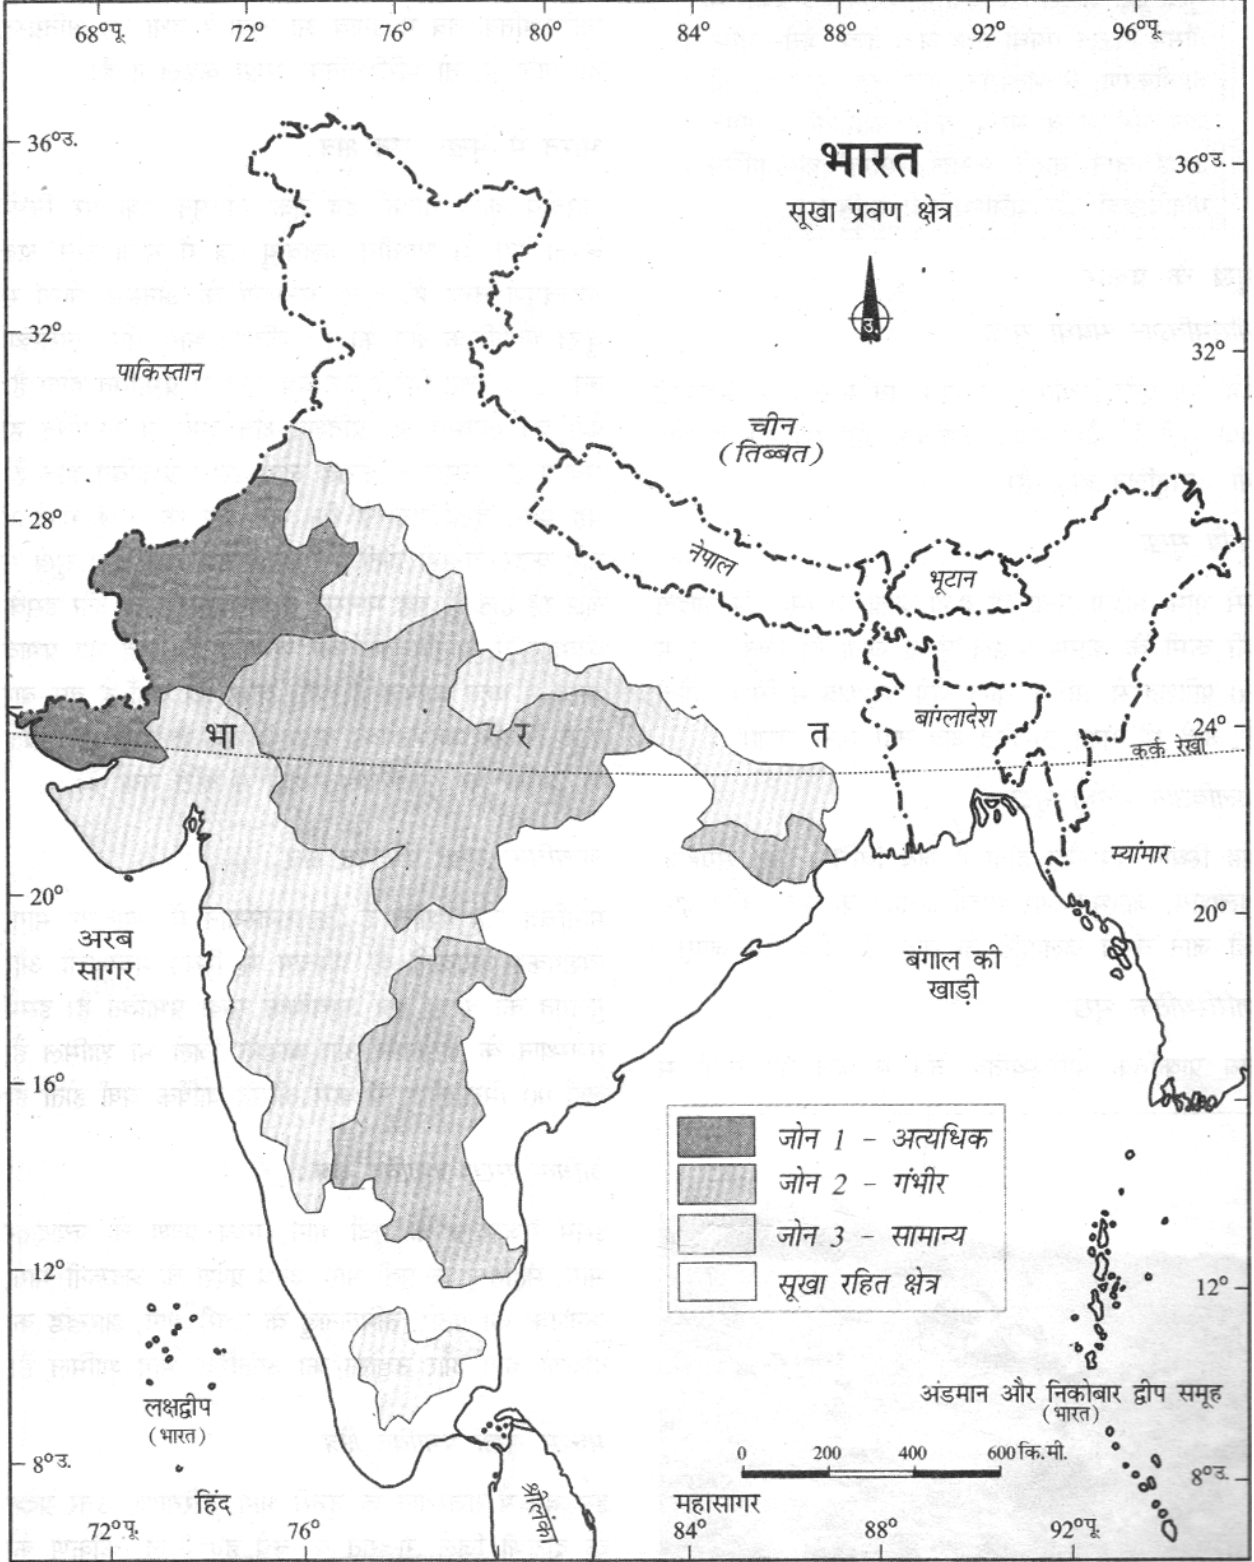 68°पू.
72°
76°
80°
84°
88°
92°
96°पू.
36°उ.
भारत
36°उ.
सूखा प्रवण क्षेत्र
उ.
32°
32°
पाकिस्तान
चीन
(तिब्बत)
28°
28°
नेपाल
भूटान
बांग्लादेश
भा
र
त
24°
कर्क रेखा
म्यांमार
20°
20°
अरब
सागर
बंगाल की
खाड़ी
16°
जोन 1 - अत्यधिक
जोन 2 - गंभीर
जोन 3 - सामान्य
सूखा रहित क्षेत्र
12°
12°
लक्षद्वीप
(भारत)
अंडमान और निकोबार द्वीप समूह
(भारत)
0 200 400 600 कि.मी.
8°उ.
8°उ.
हिंद
महासागर
श्रीलंका
72°पू.
76°
84°
88°
92°पू.